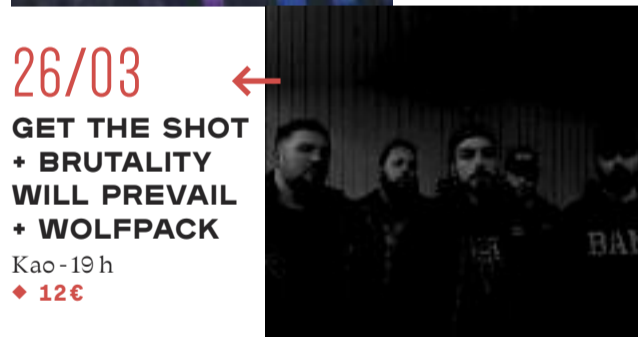 26/03
GET THE SHOT
+ BRUTALITY
WILL PREVAIL
+ WOLFPACK
Kao - 19 h
◆ 12€